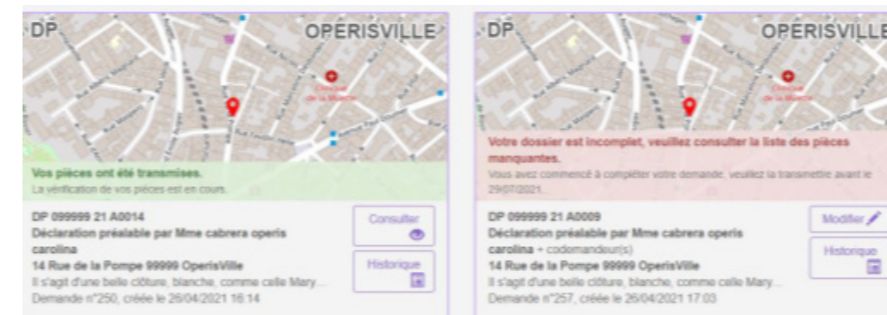 DP
OPERISVILLE
Clinique
de la Muette
Vos pièces ont été transmises.
La vérification de vos pièces est en cours.
DP 099999 21 A0014
Déclaration préalable par Mme cabrera operis
carolina
14 Rue de la Pompe 99999 OperisVille
Il s'agit d'une belle clôture, blanche, comme celle Mary...
Demande n°250, créée le 26/04/2021 16:14
Consulter
Historique
DP
OPERISVILLE
Votre dossier est incomplet, veuillez consulter la liste des pièces
manquantes.
Vous avez commencé à compléter votre demande, veuillez la transmettre avant le
29/07/2021.
DP 099999 21 A0009
Déclaration préalable par Mme cabrera operis
carolina + codemandeur(s)
14 Rue de la Pompe 99999 OperisVille
Il s'agit d'une belle clôture, blanche, comme celle Mary...
Demande n°257, créée le 26/04/2021 17:03
Modifier
Historique